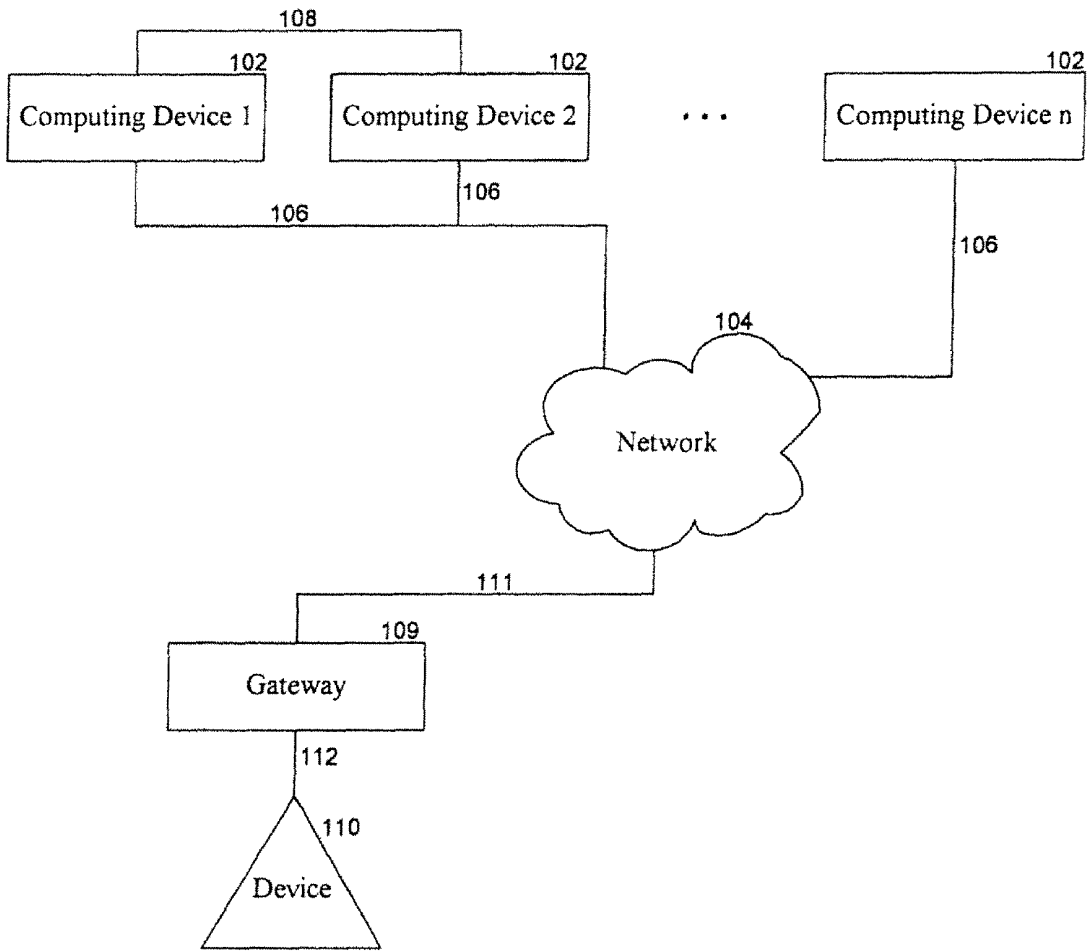 108
102
102
102
Computing Device 1
Computing Device 2
...
Computing Device n
106
106
106
104
Network
111
109
Gateway
112
110
Device